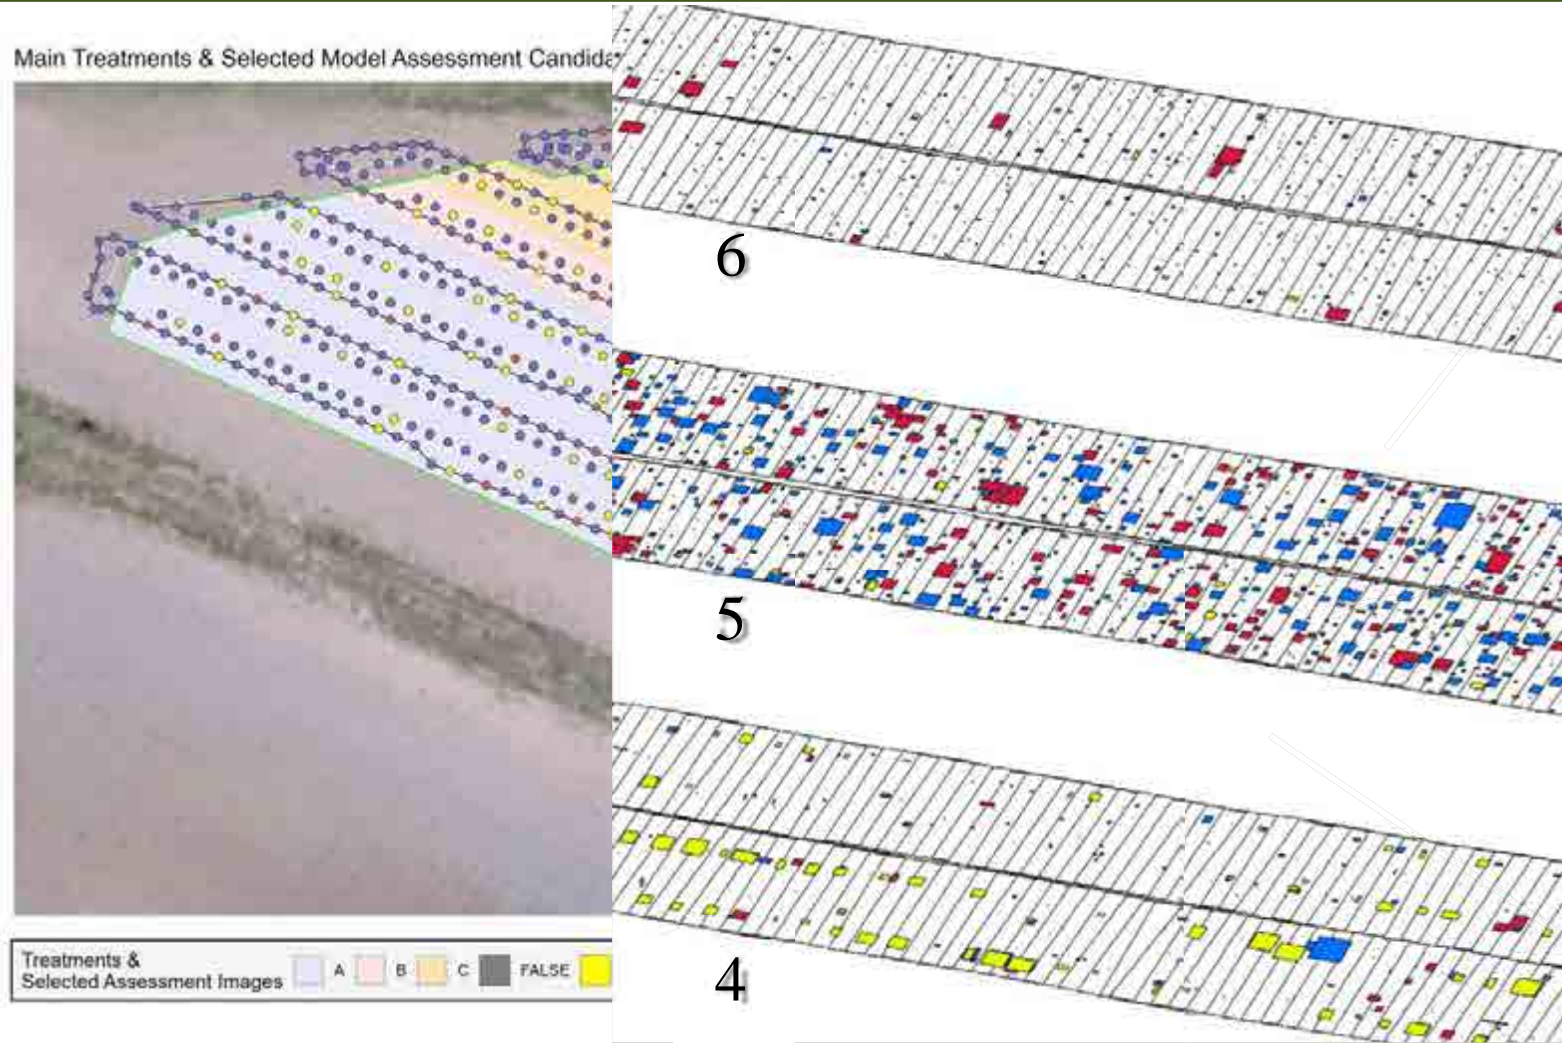 Main Treatments & Selected Model Assessment Candida
6
5
4
Treatments &
Selected Assessment Images
A
B
C
FALSE